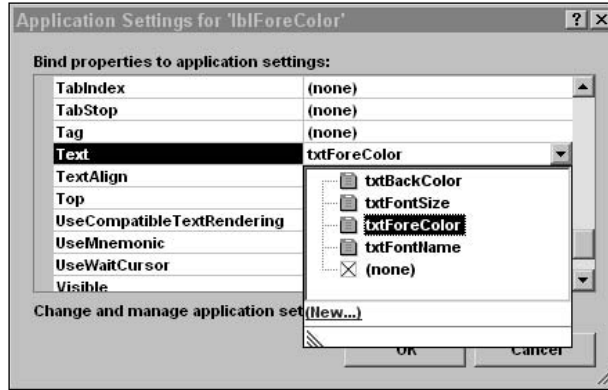 Application Settings for 'lblForeColor'
Bind properties to application settings:
TabIndex (none)
TabStop (none)
Tag (none)
Text txtForeColor
TextAlign
Top
UseCompatibleTextRendering
UseMnemonic
UseWaitCursor
Visible
txtBackColor
txtFontSize
txtForeColor
txtFontName
(none)
(New...)
Change and manage application set
OK Cancel